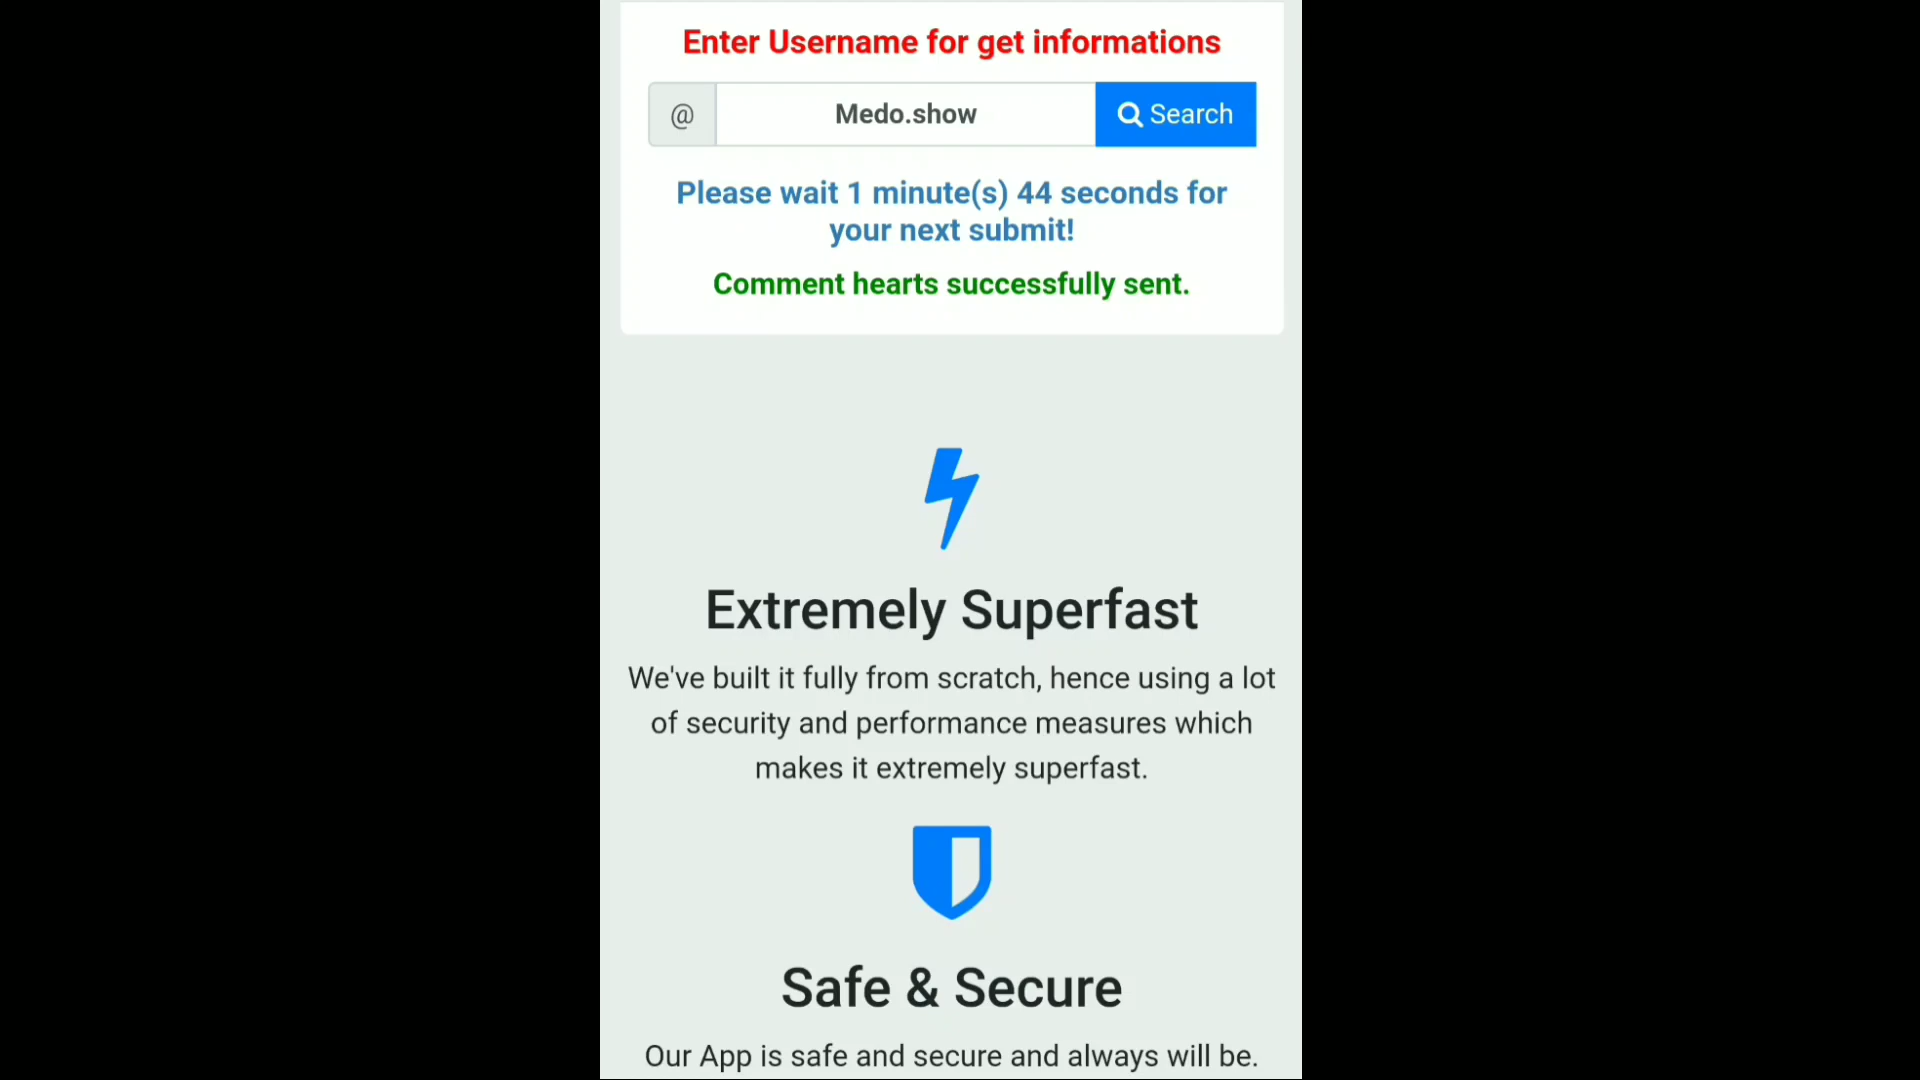 Enter Username for get informations
@ Medo.show Search
Please wait 1 minute(s) 44 seconds for
your next submit!
Comment hearts successfully sent.
Extremely Superfast
We've built it fully from scratch, hence using a lot
of security and performance measures which
makes it extremely superfast.
Safe & Secure
Our App is safe and secure and always will be.